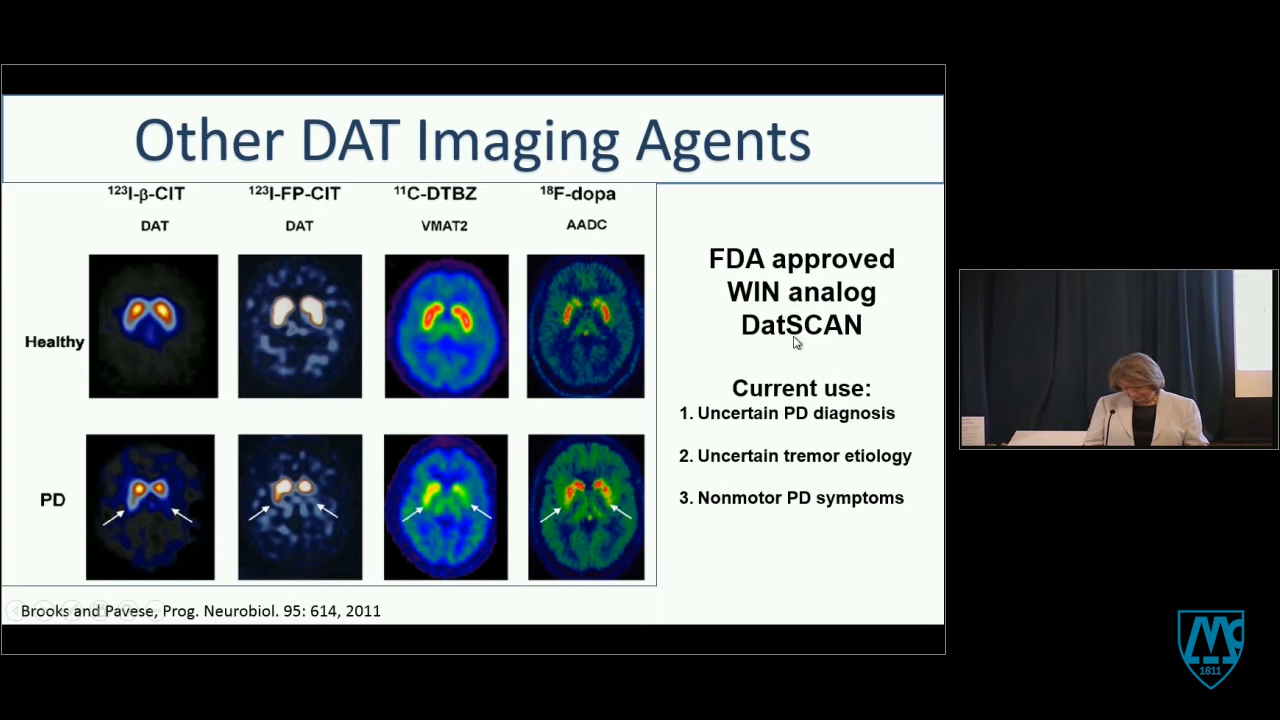 Other DAT Imaging Agents
¹²³I-β-CIT ¹²³I-FP-CIT ¹¹C-DTBZ ¹⁸F-dopa
DAT DAT VMAT2 AADC
Healthy
PD
FDA approved
WIN analog
DatSCAN
Current use:
1. Uncertain PD diagnosis
2. Uncertain tremor etiology
3. Nonmotor PD symptoms
Brooks and Pavese, Prog. Neurobiol. 95: 614, 2011
Mc
1811